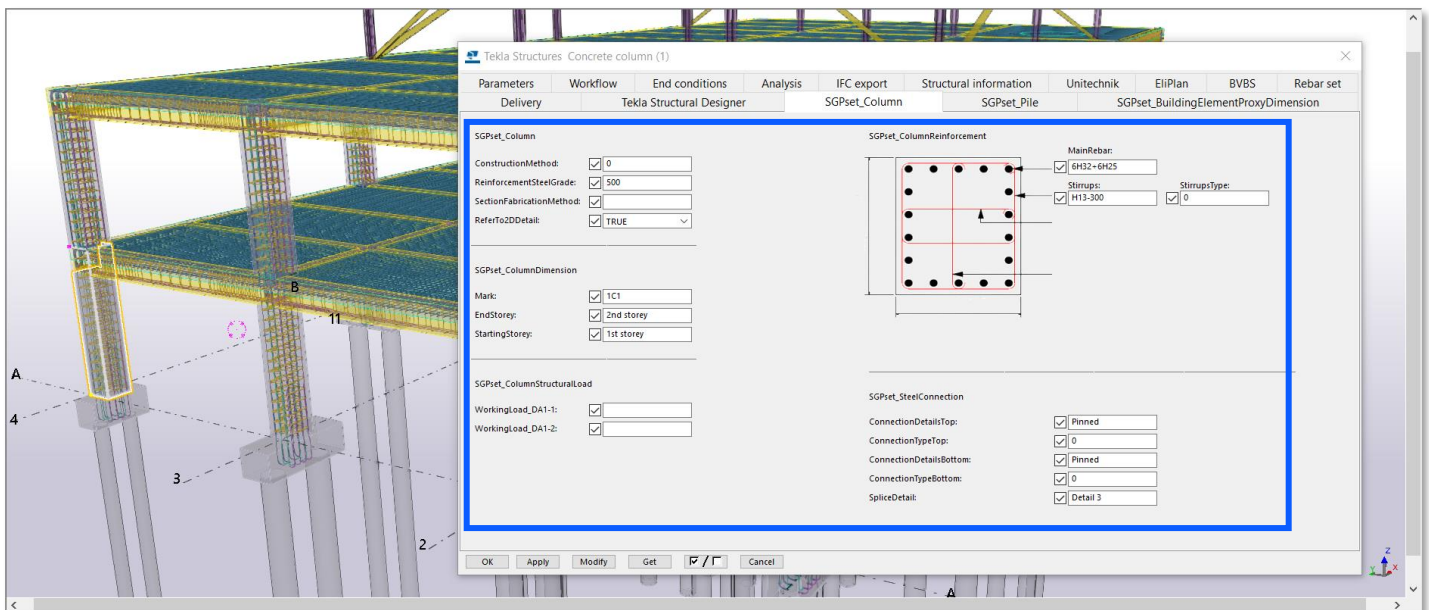 Tekla Structures Concrete column (1)
Parameters Workflow End conditions Analysis IFC export Structural information Unitechnik EliPlan BVBS Rebar set
Delivery Tekla Structural Designer SGPset_Column SGPset_Pile SGPset_BuildingElementProxyDimension
SGPset_Column
ConstructionMethod: 0
ReinforcementSteelGrade: 500
SectionFabricationMethod:
ReferTo2DDetail: TRUE
SGPset_ColumnDimension
Mark: 1C1
EndStorey: 2nd storey
StartingStorey: 1st storey
SGPset_ColumnStructuralLoad
WorkingLoad_DA1-1:
WorkingLoad_DA1-2:
SGPset_ColumnReinforcement
MainRebar:
6H32+6H25
Stirrups: StirrupsType:
H13-300 0
SGPset_SteelConnection
ConnectionDetailsTop: Pinned
ConnectionTypeTop: 0
ConnectionDetailsBottom: Pinned
ConnectionTypeBottom: 0
SpliceDetail: Detail 3
OK Apply Modify Get / Cancel
B
11
A
4
3
2
A
Z
Y X